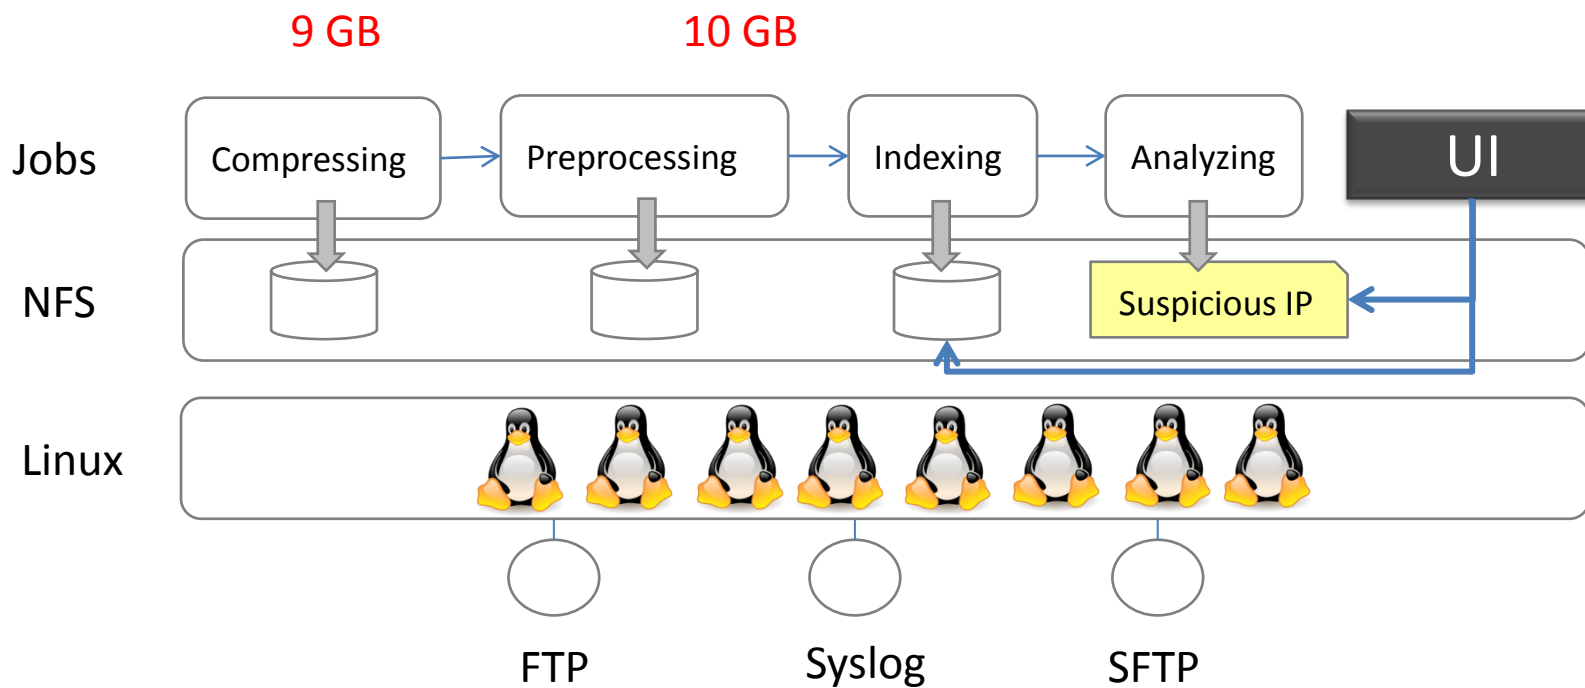 9 GB
10 GB
Jobs
Compressing
Preprocessing
Indexing
Analyzing
UI
NFS
Suspicious IP
Linux
FTP
Syslog
SFTP